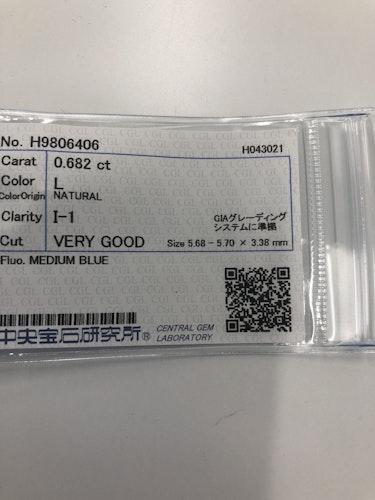 No. H9806406
H043021
Carat 0.682 ct
Color L
ColorOrigin NATURAL
Clarity I-1
GIAグレーディング
システムに準拠
Cut VERY GOOD Size 5.68 - 5.70 × 3.38 mm
Fluo. MEDIUM BLUE
中央宝石研究所® CENTRAL GEM
LABORATORY